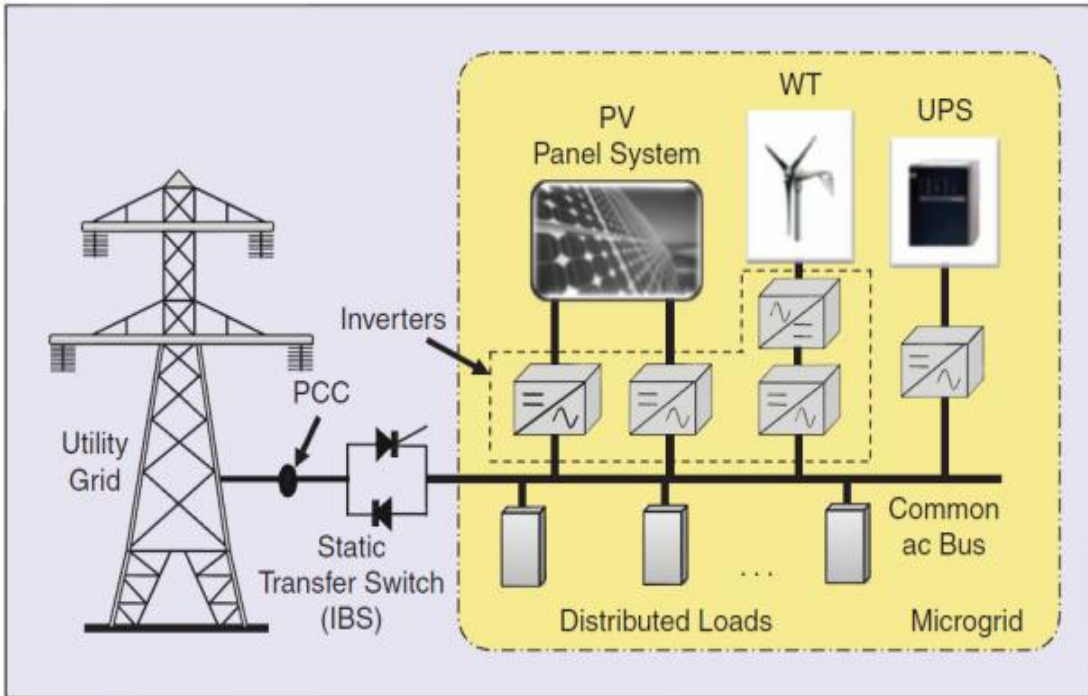 WT
PV
Panel System
UPS
Inverters
PCC
Utility
Grid
Static
Transfer Switch
(IBS)
Common
ac Bus
...
Distributed Loads
Microgrid